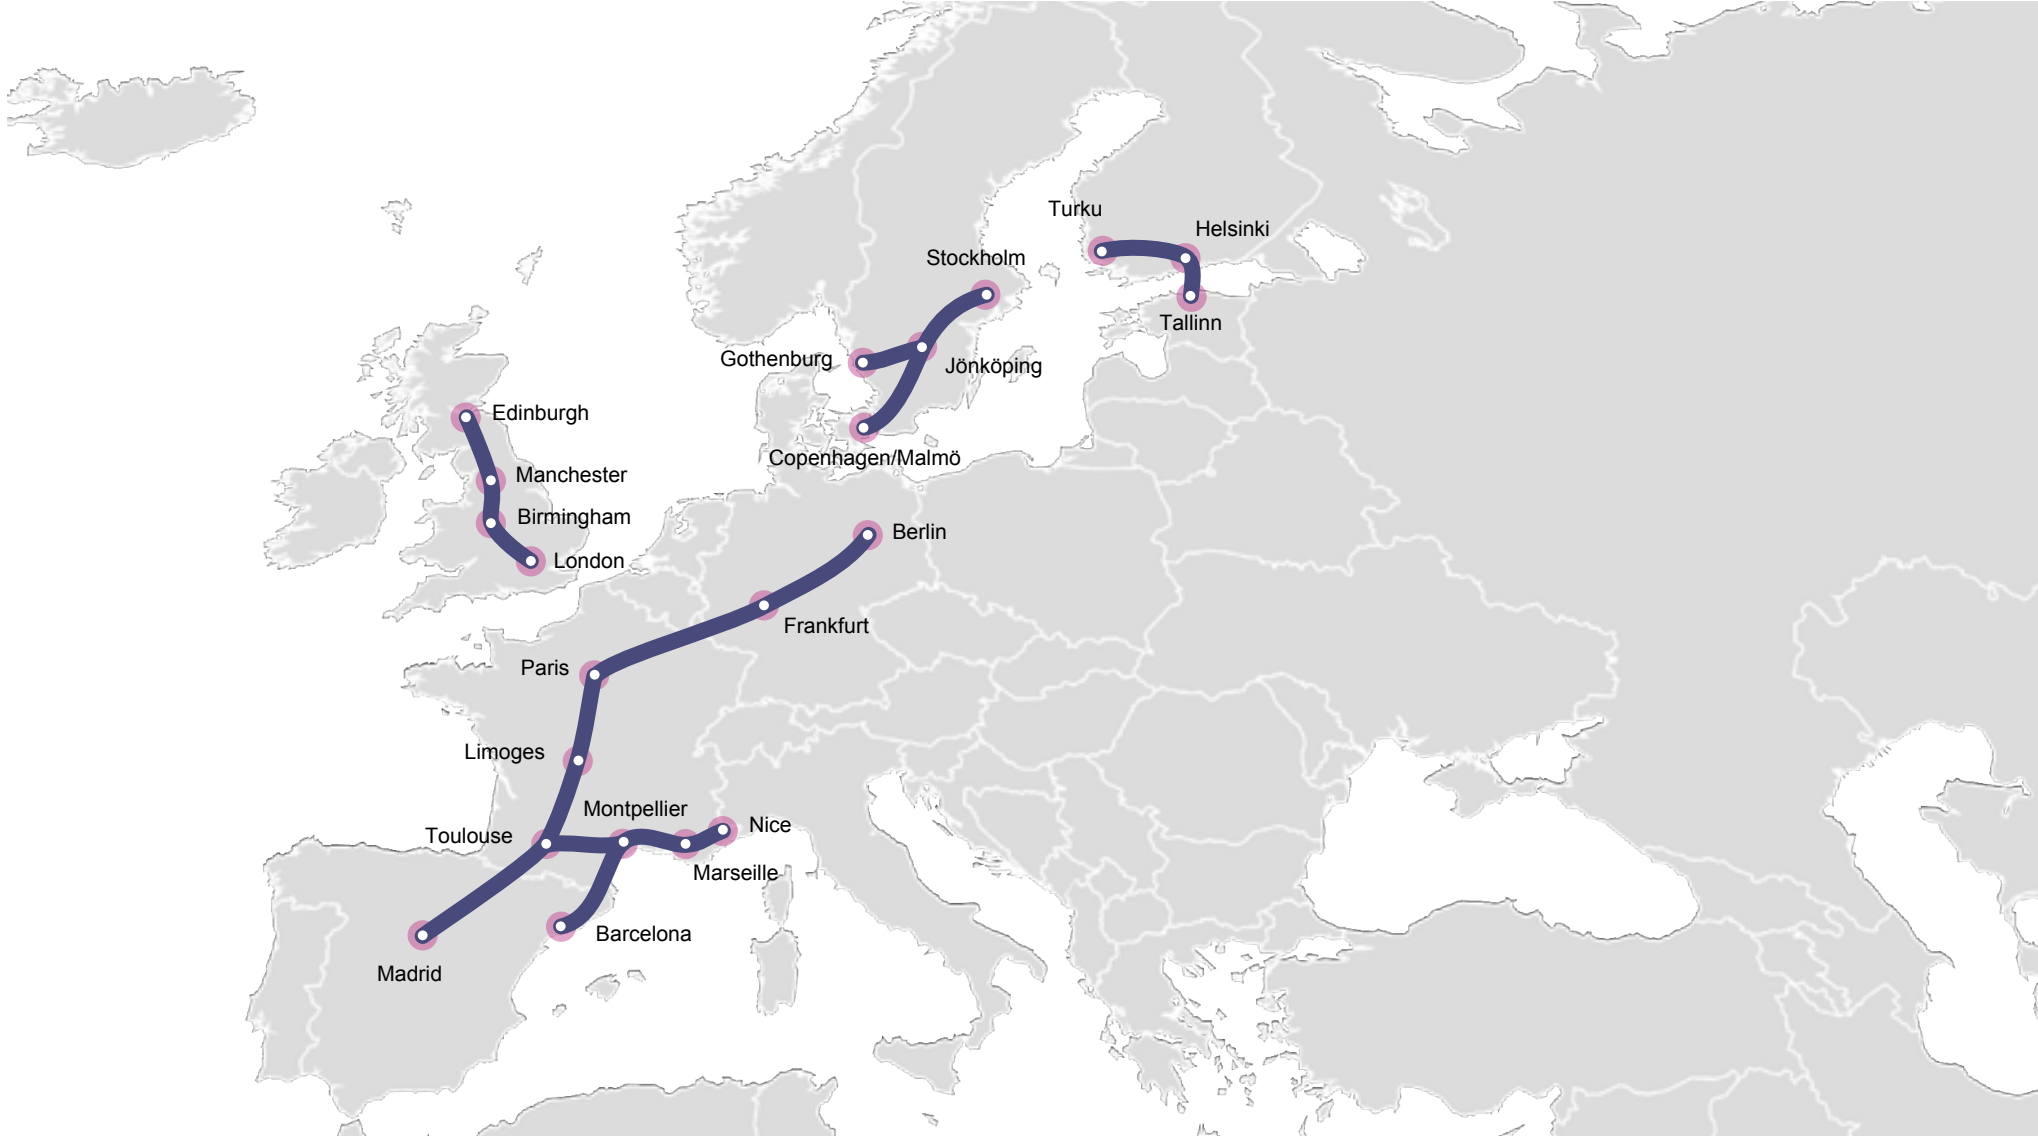 Turku
Helsinki
Stockholm
Tallinn
Gothenburg
Jönköping
Edinburgh
Copenhagen/Malmö
Manchester
Birmingham
Berlin
London
Frankfurt
Paris
Limoges
Montpellier
Nice
Toulouse
Marseille
Barcelona
Madrid